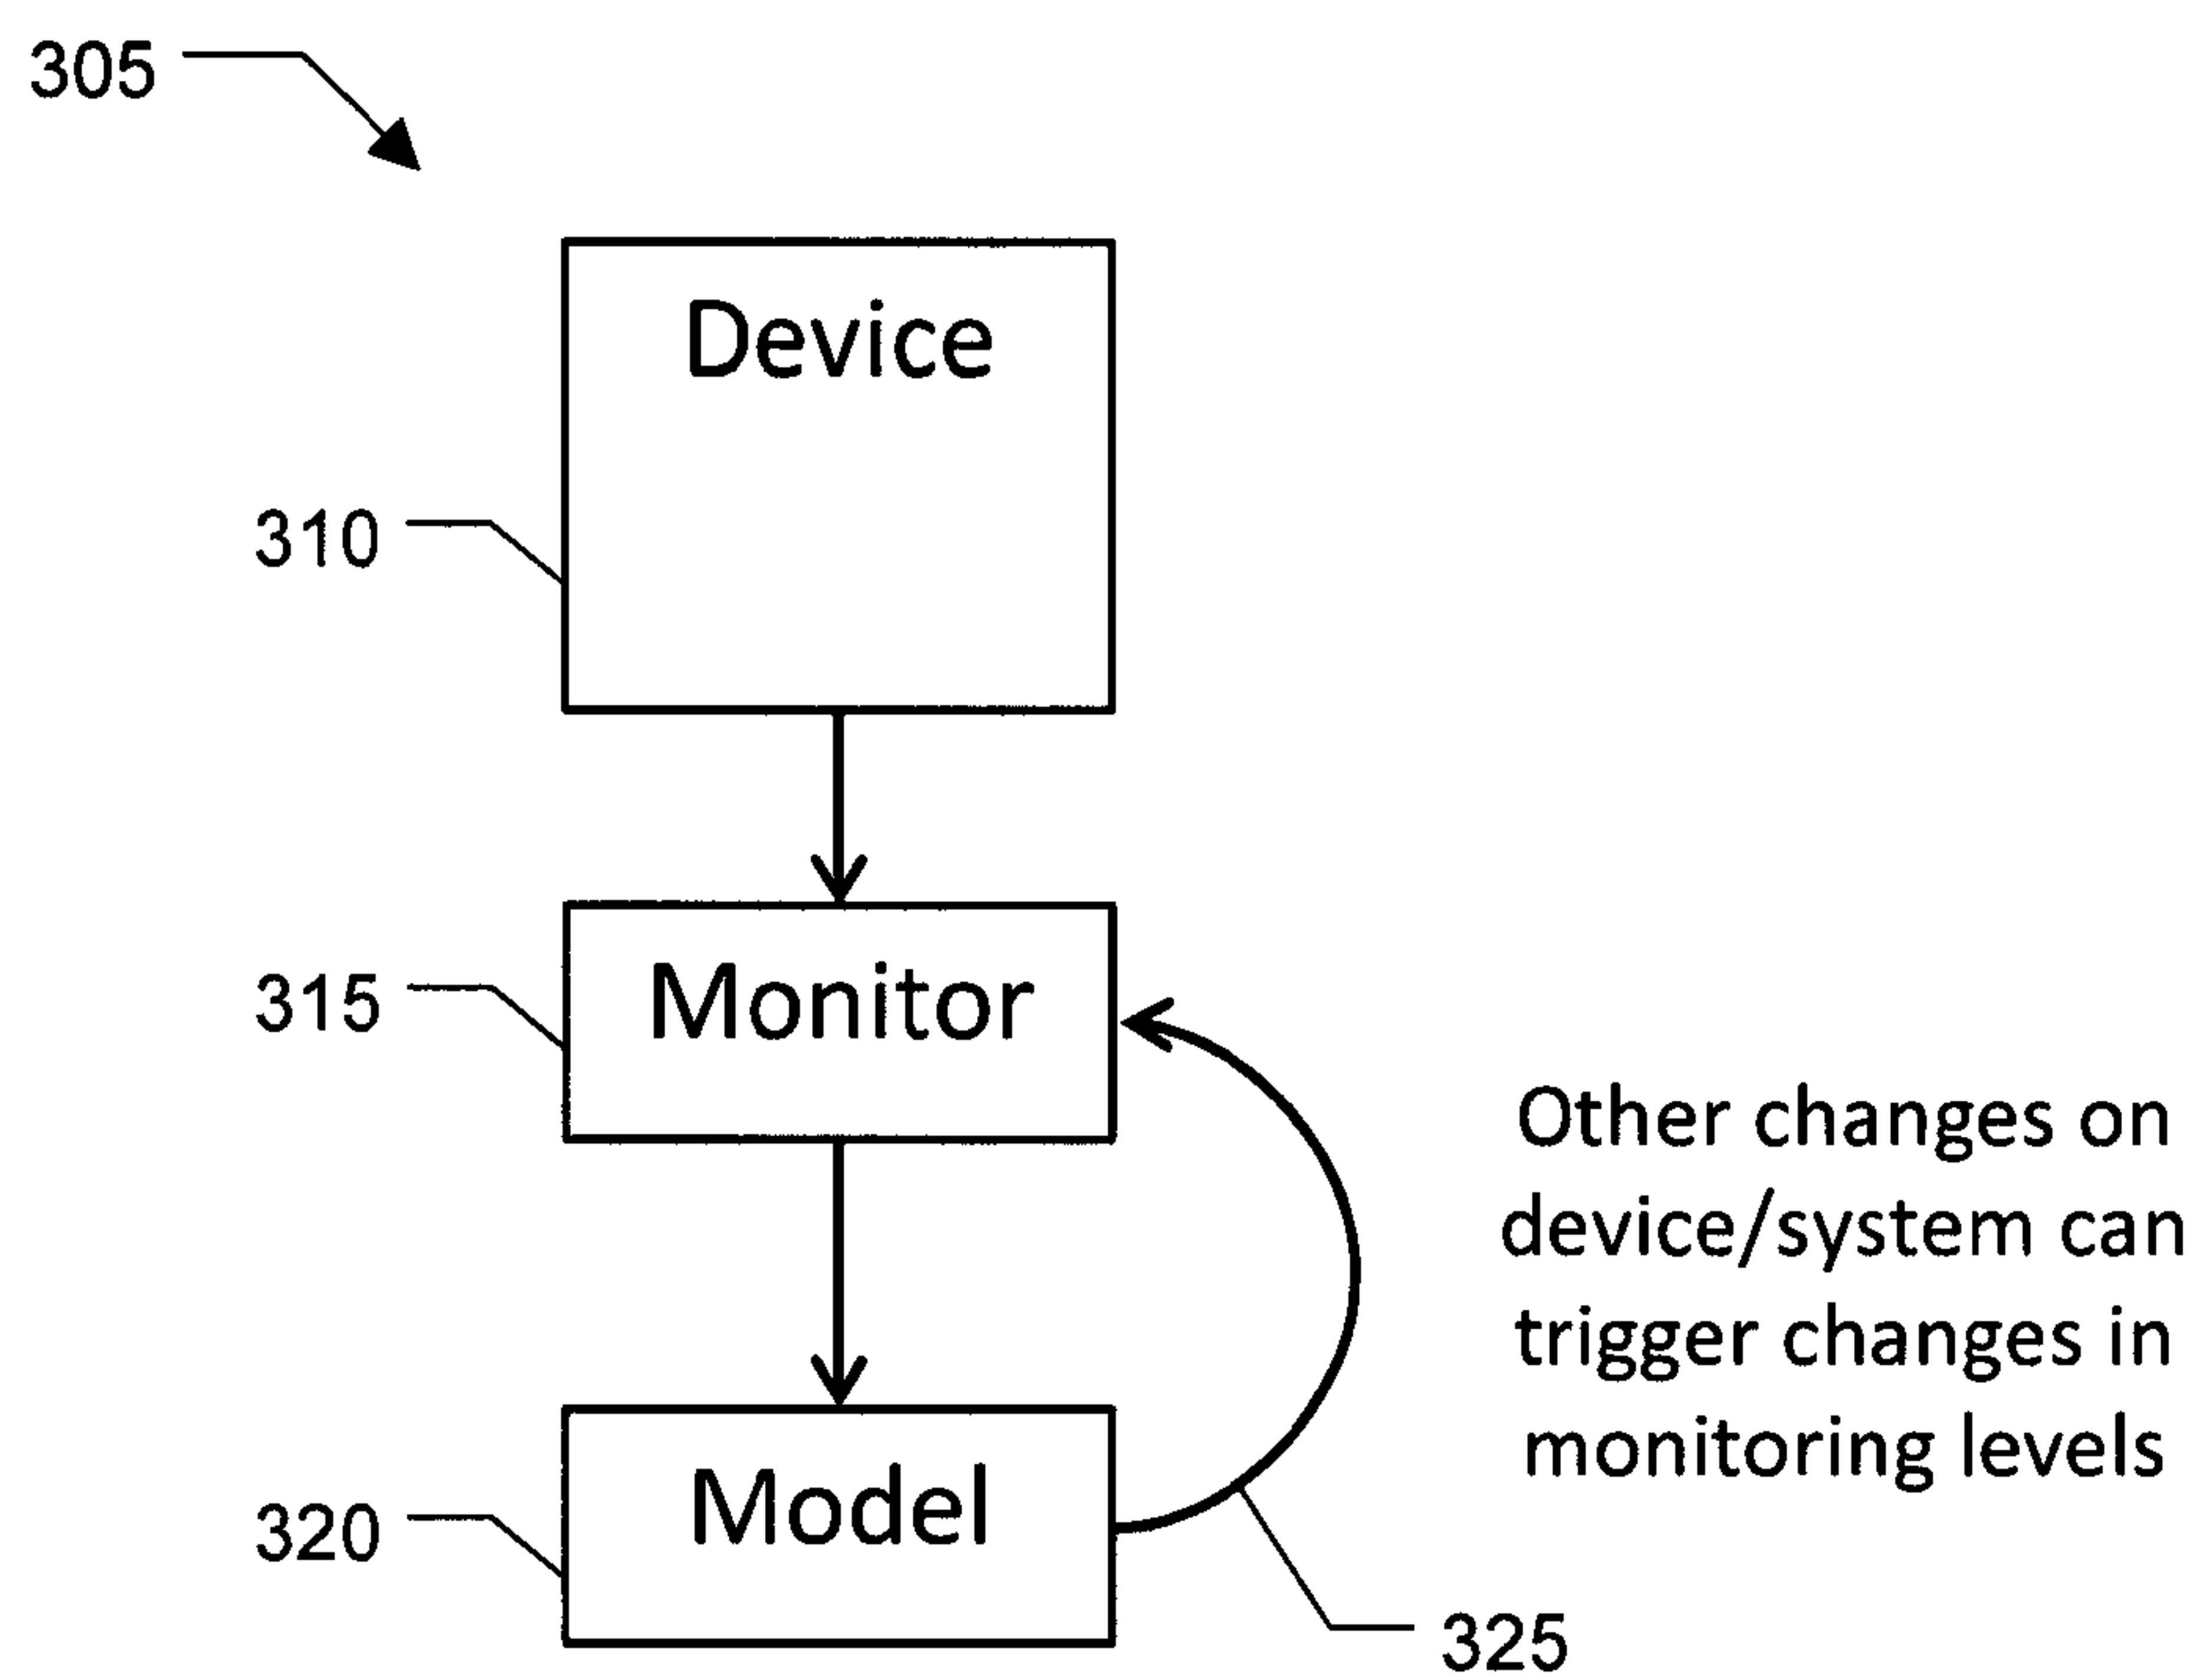 305
Device
310
Monitor
315
Other changes on
device/system can
trigger changes in
monitoring levels
Model
320
325